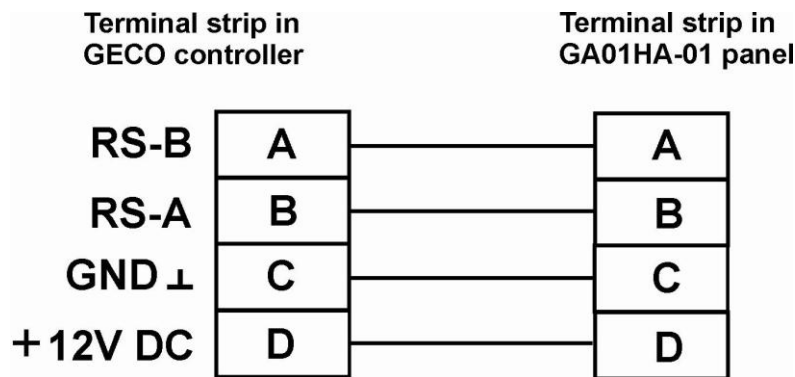 Terminal strip in
GECO controller
Terminal strip in
GA01HA-01 panel
RS-B A A
RS-A B B
GND ⊥ C C
+12V DC D D